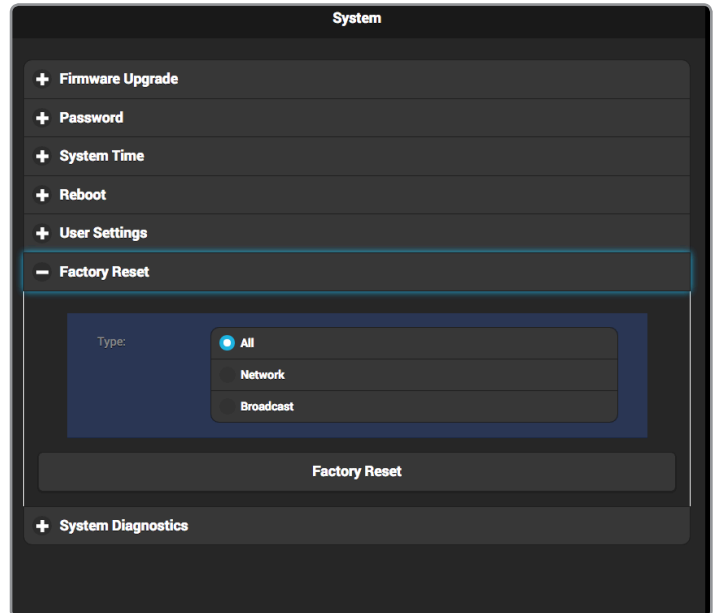 System
Firmware Upgrade
Password
System Time
Reboot
User Settings
Factory Reset
Type:
All
Network
Broadcast
Factory Reset
System Diagnostics